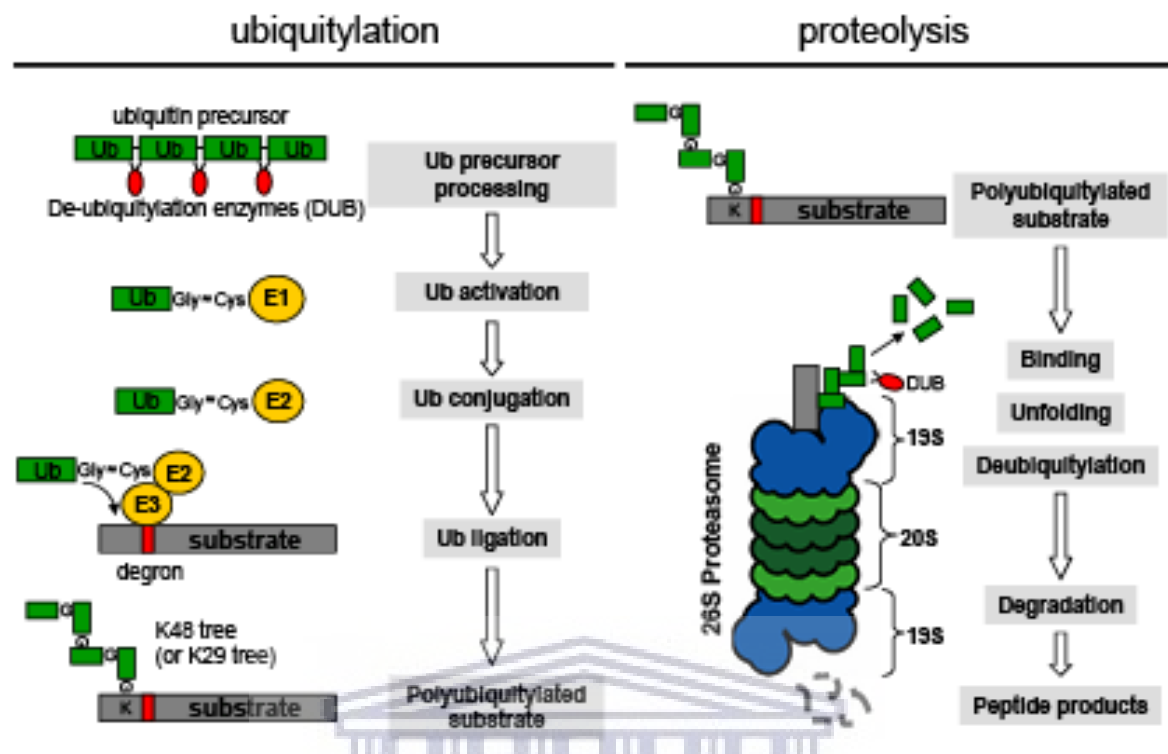 ubiquitylation
ubiquitin precursor
Ub Ub Ub Ub
De-ubiquitylation enzymes (DUB)
Ub precursor
processing
Ub Gly≈Cys E1
Ub activation
Ub Gly≈Cys E2
Ub conjugation
Ub Gly≈Cys E2
E3
substrate
degron
Ub ligation
G
G
G
G
K48 tree
(or K29 tree)
K substrate
Polyubiquitylated
substrate
proteolysis
G
G
G
G
K substrate
Polyubiquitylated
substrate
DUB
Binding
Unfolding
Deubiquitylation
26S Proteasome
19S
20S
19S
Degradation
Peptide products